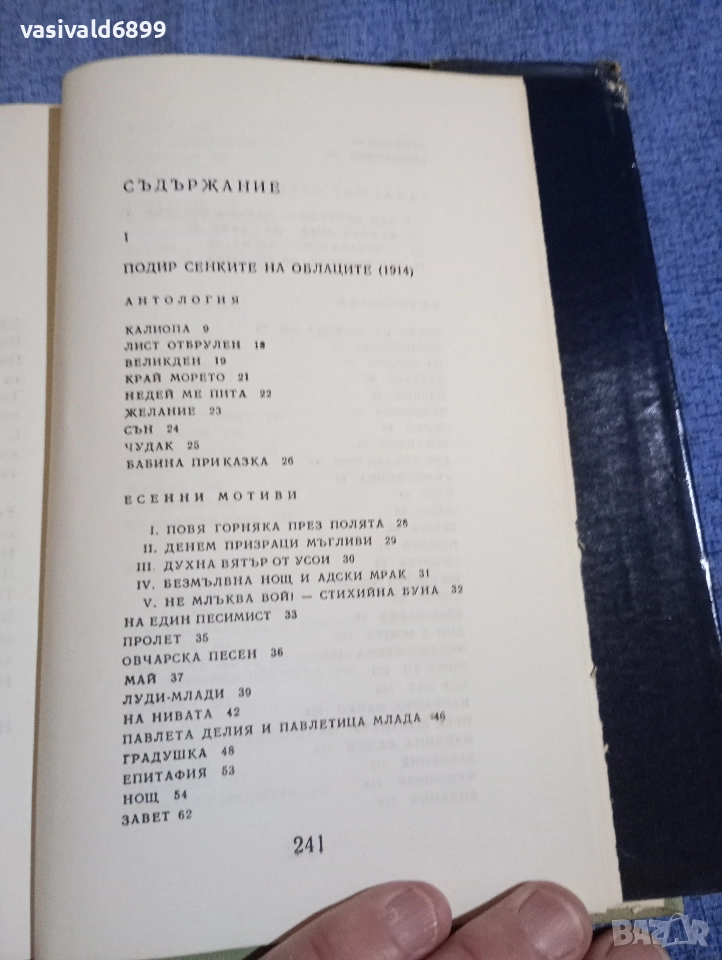 vasivald6899
СЪДЪРЖАНИЕ
I
ПОДИР СЕНКИТЕ НА ОБЛАЦИТЕ (1914)
АНТОЛОГИЯ
КАЛИОПА 9
ЛИСТ ОТБРУЛЕН 18
ВЕЛИКДЕН 19
КРАЙ МОРЕТО 21
НЕДЕЙ МЕ ПИТА 22
ЖЕЛАНИЕ 23
СЪН 24
ЧУДАК 25
БАБИНА ПРИКАЗКА 26
ЕСЕННИ МОТИВИ
I. ПОВЯ ГОРНЯКА ПРЕЗ ПОЛЯТА 28
II. ДЕНЕМ ПРИЗРАЦИ МЪГЛИВИ 29
III. ДУХНА ВЯТЪР ОТ УСОИ 30
IV. БЕЗМЪЛВНА НОЩ И АДСКИ МРАК 31
V. НЕ МЛЪКВА ВОЙ! — СТИХИЙНА БУНА 32
НА ЕДИН ПЕСИМИСТ 33
ПРОЛЕТ 35
ОВЧАРСКА ПЕСЕН 36
МАЙ 37
ЛУДИ-МЛАДИ 39
НА НИВАТА 42
ПАВЛЕТА ДЕЛИЯ И ПАВЛЕТИЦА МЛАДА 46
ГРАДУШКА 48
ЕПИТАФИЯ 53
НОЩ 54
ЗАВЕТ 62
241
BAZAR